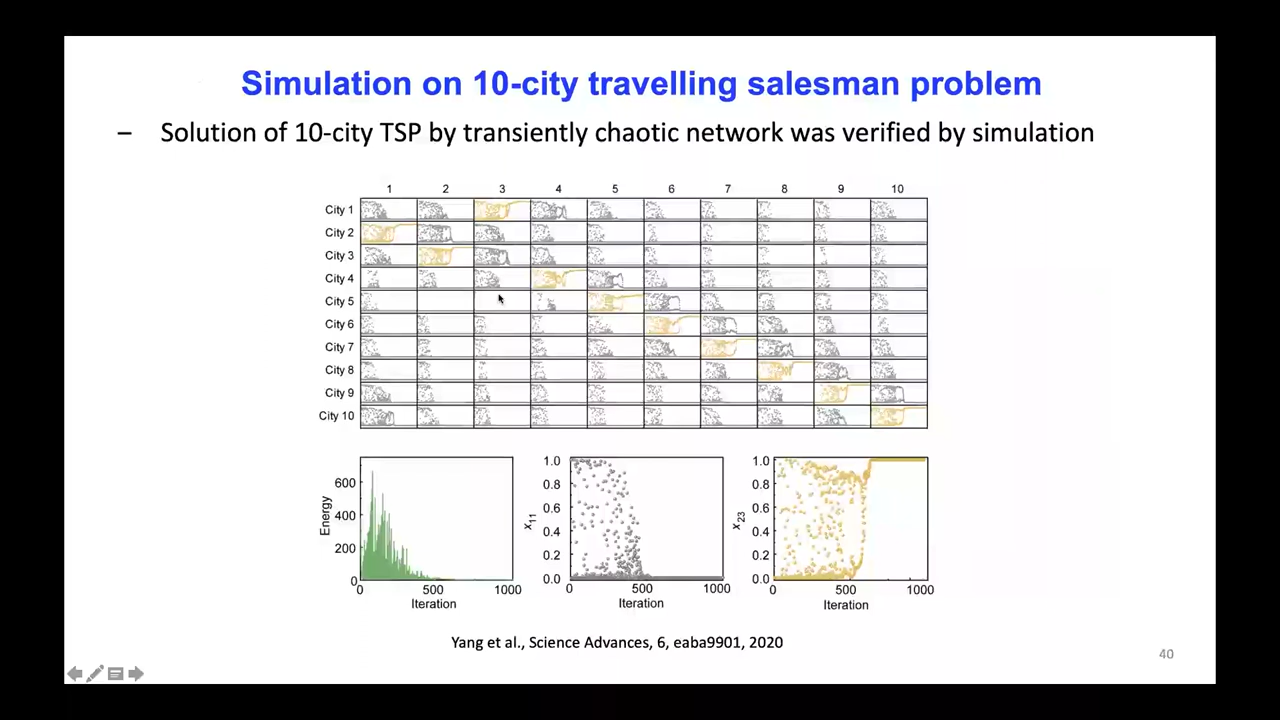 Simulation on 10-city travelling salesman problem
– Solution of 10-city TSP by transiently chaotic network was verified by simulation
1 2 3 4 5 6 7 8 9 10
City 1
City 2
City 3
City 4
City 5
City 6
City 7
City 8
City 9
City 10
600
400
200
0
Energy
0 500 1000
Iteration
1.0
0.8
0.6
0.4
0.2
0.0
x11
0 500 1000
Iteration
1.0
0.8
0.6
0.4
0.2
0.0
x23
0 500 1000
Iteration
Yang et al., Science Advances, 6, eaba9901, 2020
40